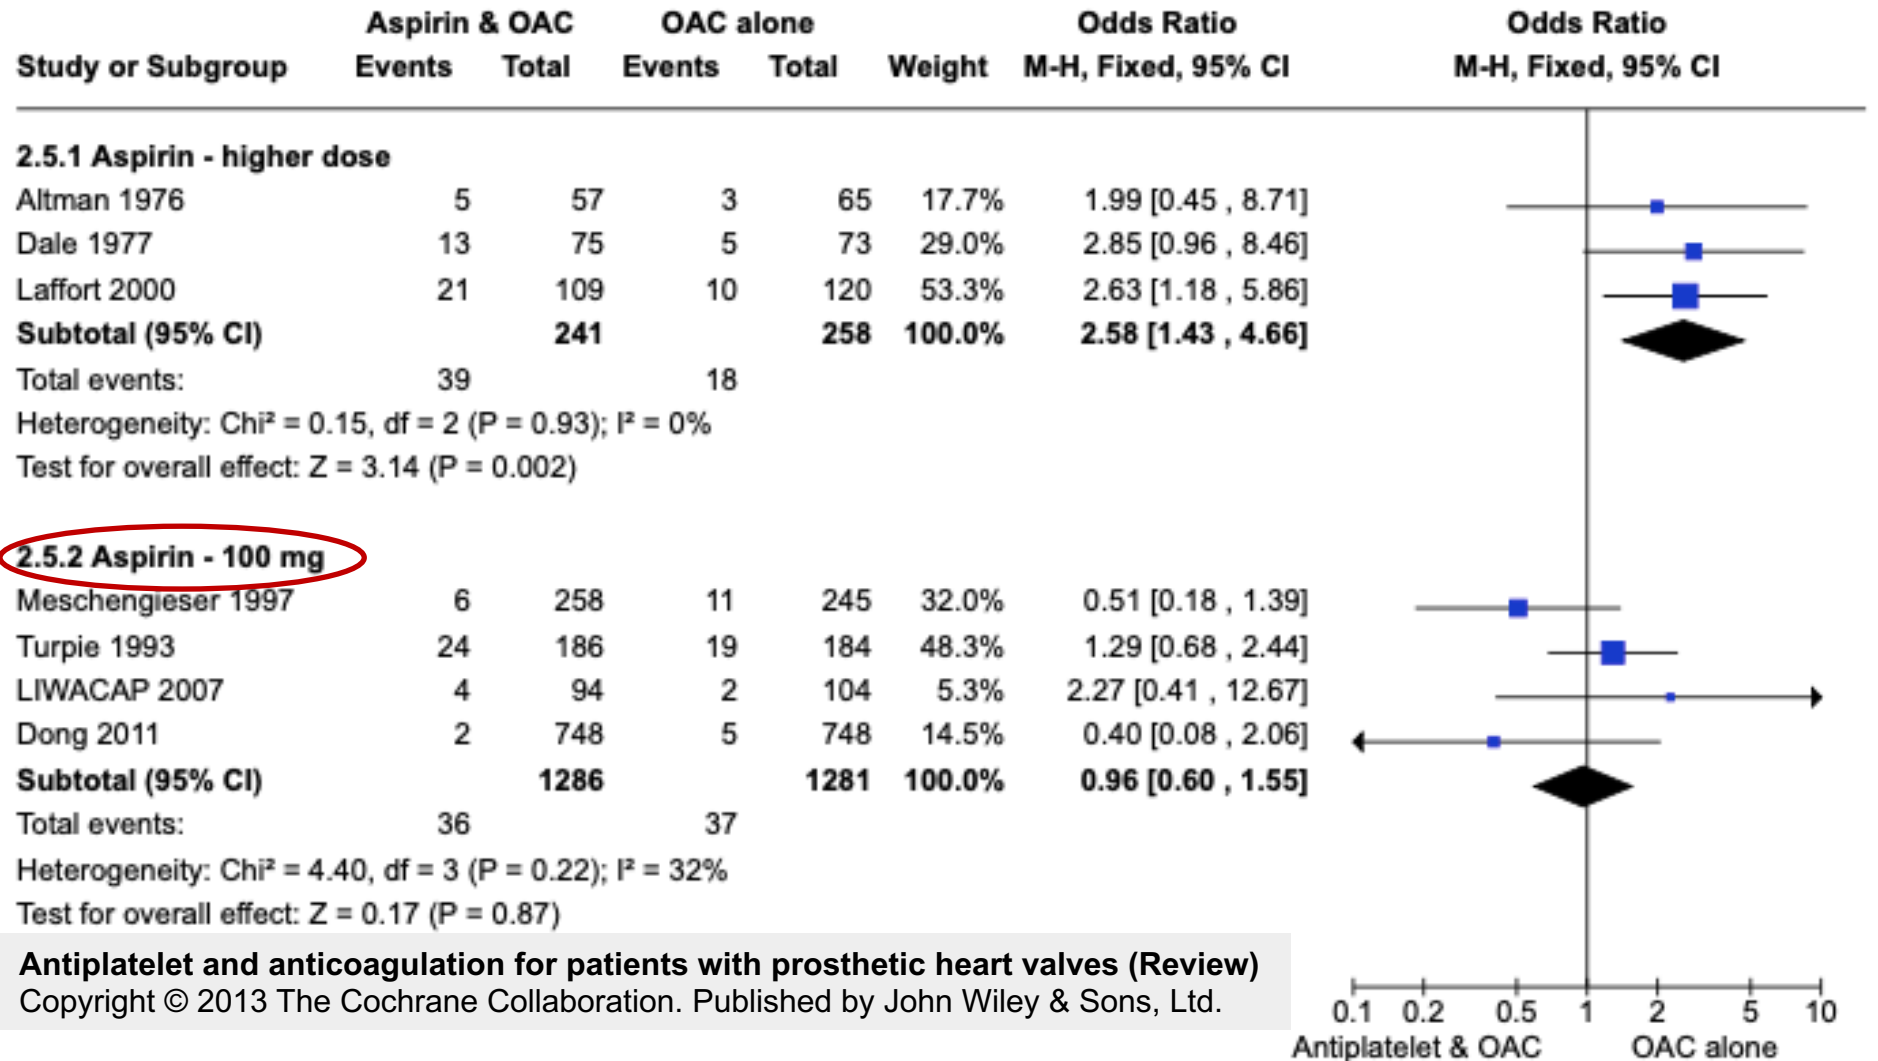 Aspirin & OAC OAC alone Odds Ratio Odds Ratio
Study or Subgroup Events Total Events Total Weight M-H, Fixed, 95% CI M-H, Fixed, 95% CI
2.5.1 Aspirin - higher dose
Altman 1976 5 57 3 65 17.7% 1.99 [0.45 , 8.71]
Dale 1977 13 75 5 73 29.0% 2.85 [0.96 , 8.46]
Laffort 2000 21 109 10 120 53.3% 2.63 [1.18 , 5.86]
Subtotal (95% CI) 241 258 100.0% 2.58 [1.43 , 4.66]
Total events: 39 18
Heterogeneity: Chi² = 0.15, df = 2 (P = 0.93); I² = 0%
Test for overall effect: Z = 3.14 (P = 0.002)
2.5.2 Aspirin - 100 mg
Meschengieser 1997 6 258 11 245 32.0% 0.51 [0.18 , 1.39]
Turpie 1993 24 186 19 184 48.3% 1.29 [0.68 , 2.44]
LIWACAP 2007 4 94 2 104 5.3% 2.27 [0.41 , 12.67]
Dong 2011 2 748 5 748 14.5% 0.40 [0.08 , 2.06]
Subtotal (95% CI) 1286 1281 100.0% 0.96 [0.60 , 1.55]
Total events: 36 37
Heterogeneity: Chi² = 4.40, df = 3 (P = 0.22); I² = 32%
Test for overall effect: Z = 0.17 (P = 0.87)
Antiplatelet and anticoagulation for patients with prosthetic heart valves (Review)
Copyright © 2013 The Cochrane Collaboration. Published by John Wiley & Sons, Ltd.
0.1 0.2 0.5 1 2 5 10
Antiplatelet & OAC OAC alone